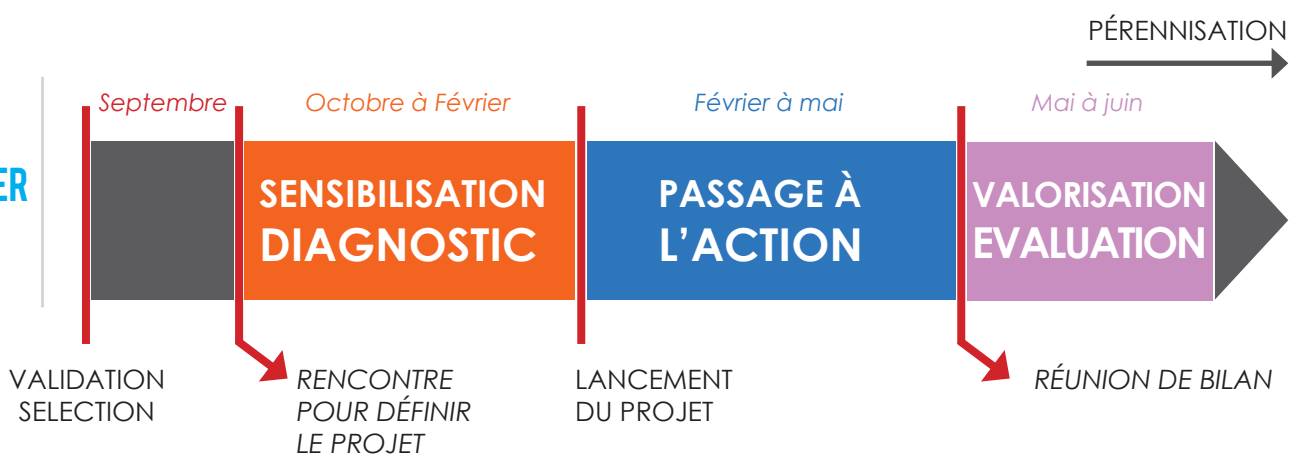 PÉRENNISATION
Septembre
Octobre à Février
Février à mai
Mai à juin
ER
SENSIBILISATION
DIAGNOSTIC
PASSAGE À
L’ACTION
VALORISATION
EVALUATION
VALIDATION
SELECTION
RENCONTRE
POUR DÉFINIR
LE PROJET
LANCEMENT
DU PROJET
RÉUNION DE BILAN